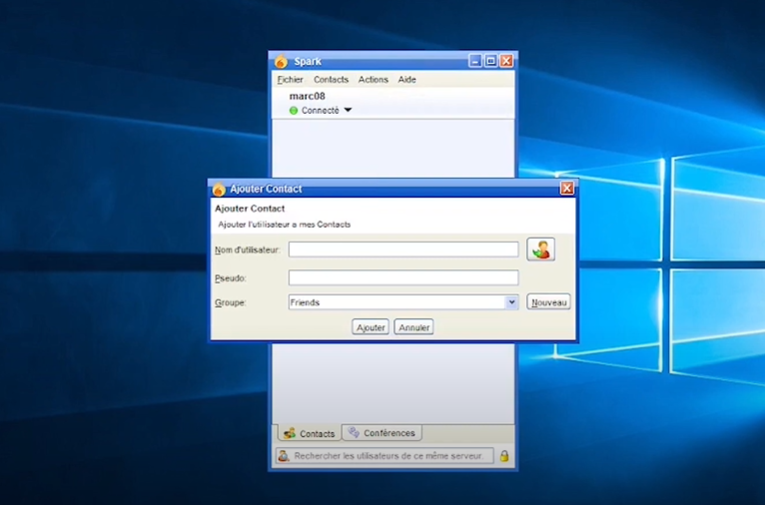 Spark
Fichier Contacts Actions Aide
marc08
Connecté
Ajouter Contact
Ajouter Contact
Ajouter l'utilisateur a mes Contacts
Nom d'utilisateur:
Pseudo:
Groupe: Friends Nouveau
Ajouter Annuler
Contacts Conférences
Rechercher les utilisateurs de ce même serveur.